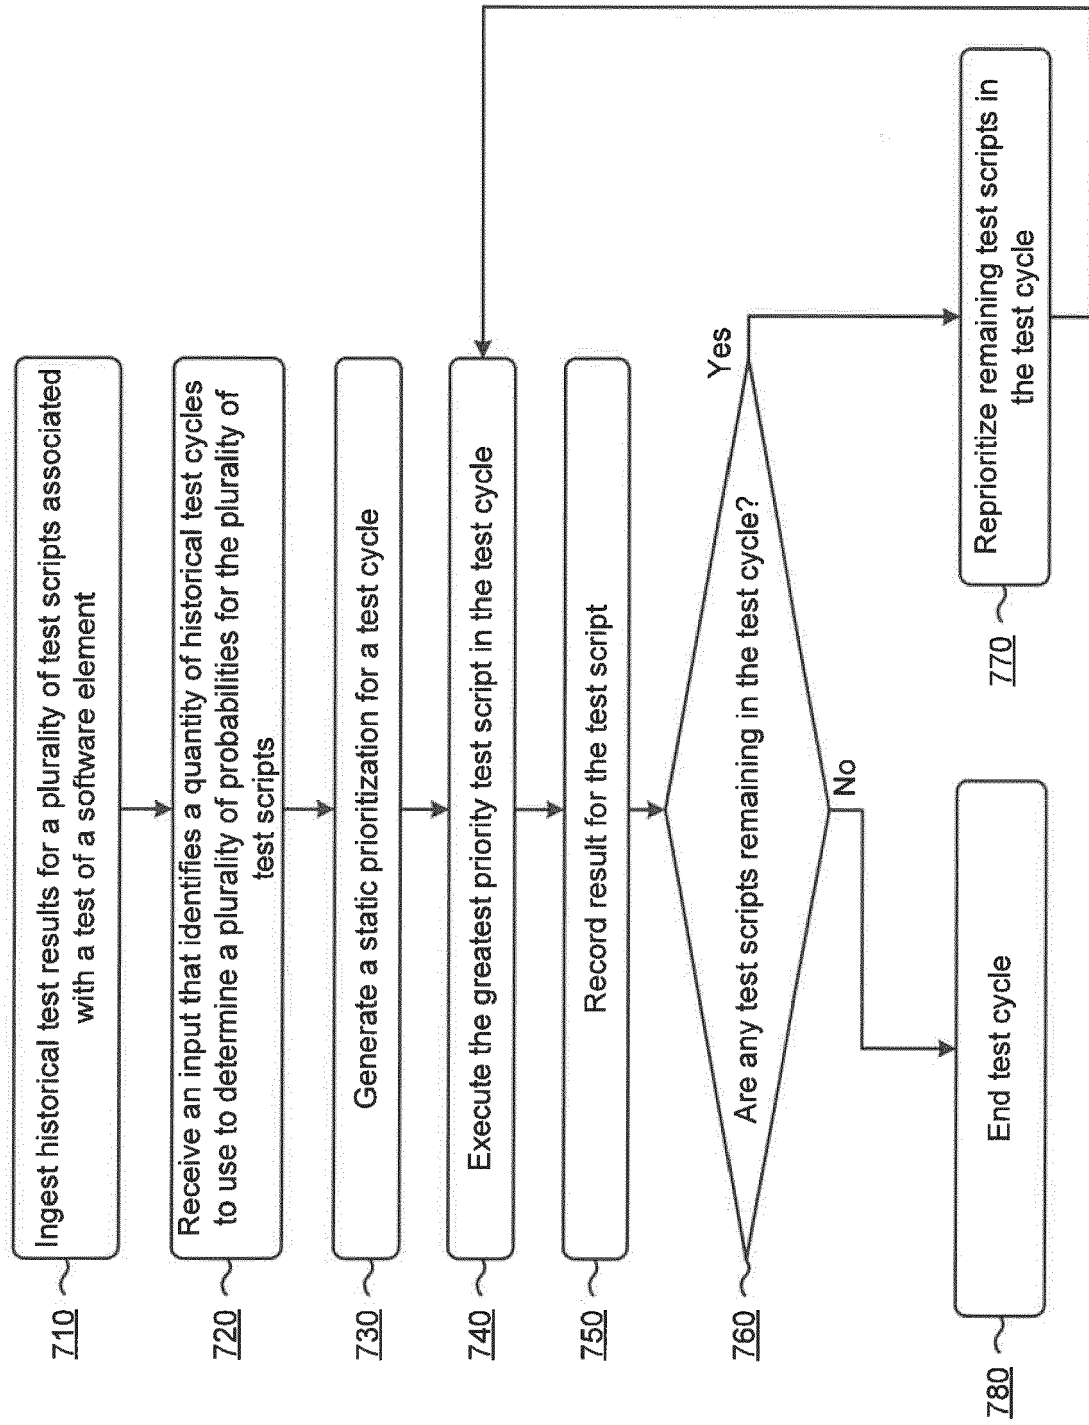 710
Ingest historical test results for a plurality of test scripts associated
with a test of a software element
720
Receive an input that identifies a quantity of historical test cycles
to use to determine a plurality of probabilities for the plurality of
test scripts
730
Generate a static prioritization for a test cycle
740
Execute the greatest priority test script in the test cycle
750
Record result for the test script
760
Are any test scripts remaining in the test cycle?
Yes
No
770
Reprioritize remaining test scripts in
the test cycle
780
End test cycle